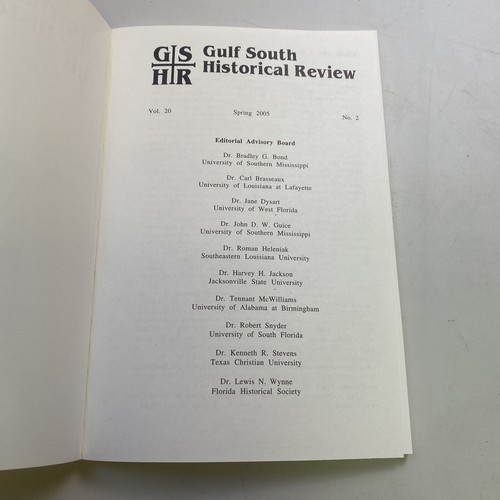 GS Gulf South
HR Historical Review
Vol. 20 Spring 2005 No. 2
Editorial Advisory Board
Dr. Bradley G. Bond
University of Southern Mississippi
Dr. Carl Brasseaux
University of Louisiana at Lafayette
Dr. Jane Dysart
University of West Florida
Dr. John D. W. Guice
University of Southern Mississippi
Dr. Roman Heleniak
Southeastern Louisiana University
Dr. Harvey H. Jackson
Jacksonville State University
Dr. Tennant McWilliams
University of Alabama at Birmingham
Dr. Robert Snyder
University of South Florida
Dr. Kenneth R. Stevens
Texas Christian University
Dr. Lewis N. Wynne
Florida Historical Society